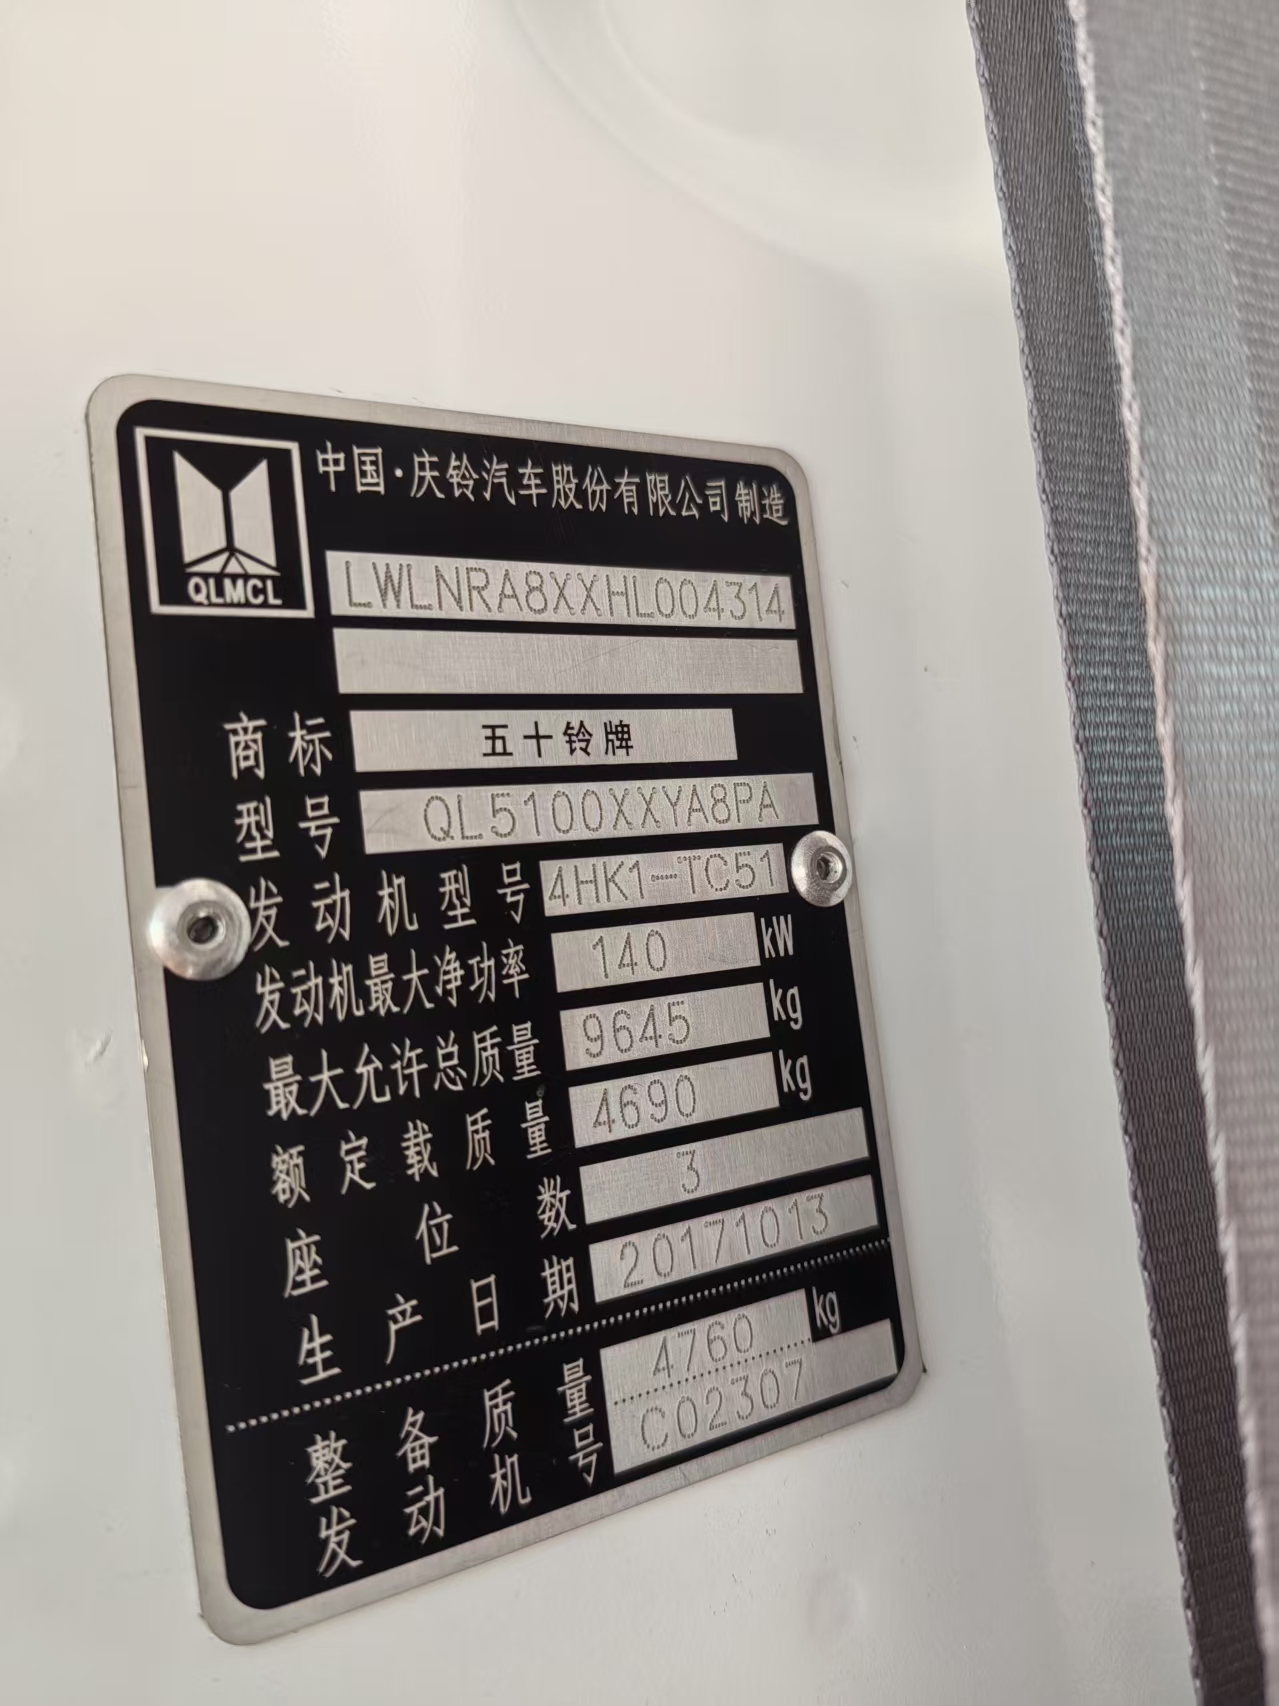 中国·庆铃汽车股份有限公司制造
QLMCL
LWLNRA8XXHL004314
商标 五十铃牌
型号 QL5100XXYA8PA
发动机型号 4HK1-TC51
发动机最大净功率 140 kW
最大允许总质量 9645 kg
额定载质量 4690 kg
座位数 3
生产日期 20171013
整备质量 4760 kg
发动机号 C02307